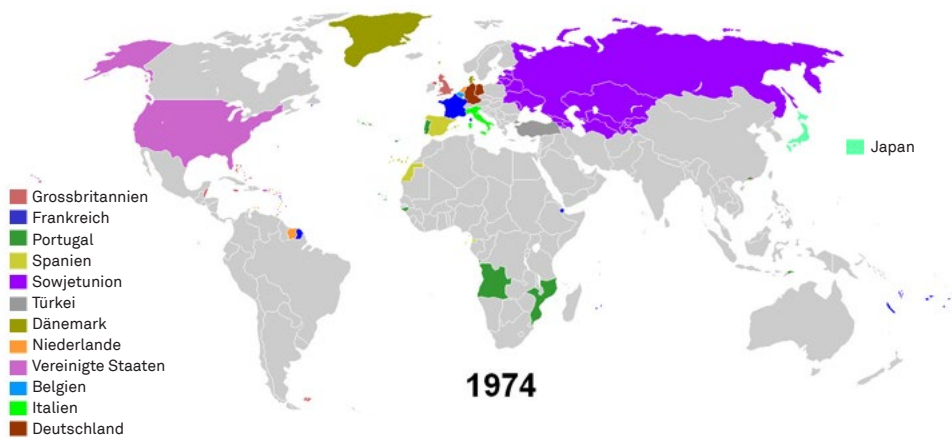 Japan
Grossbritannien
Frankreich
Portugal
Spanien
Sowjetunion
Türkei
Dänemark
Niederlande
Vereinigte Staaten
Belgien
Italien
Deutschland
1974